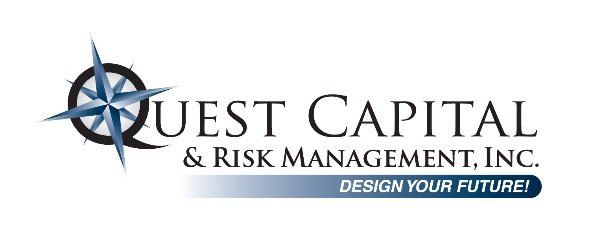 QUEST CAPITAL
& RISK MANAGEMENT, INC.
DESIGN YOUR FUTURE!